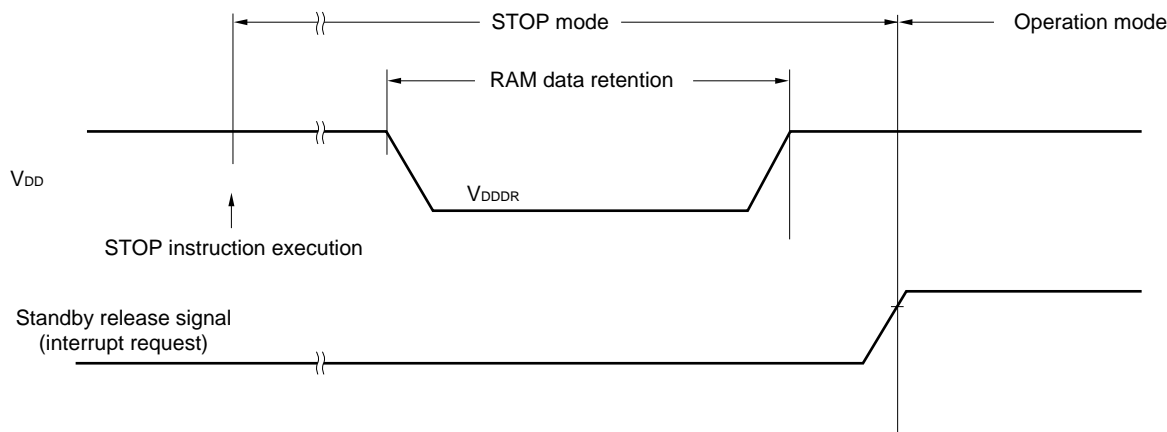 STOP mode
Operation mode
RAM data retention
VDD
VDDDR
STOP instruction execution
Standby release signal
(interrupt request)